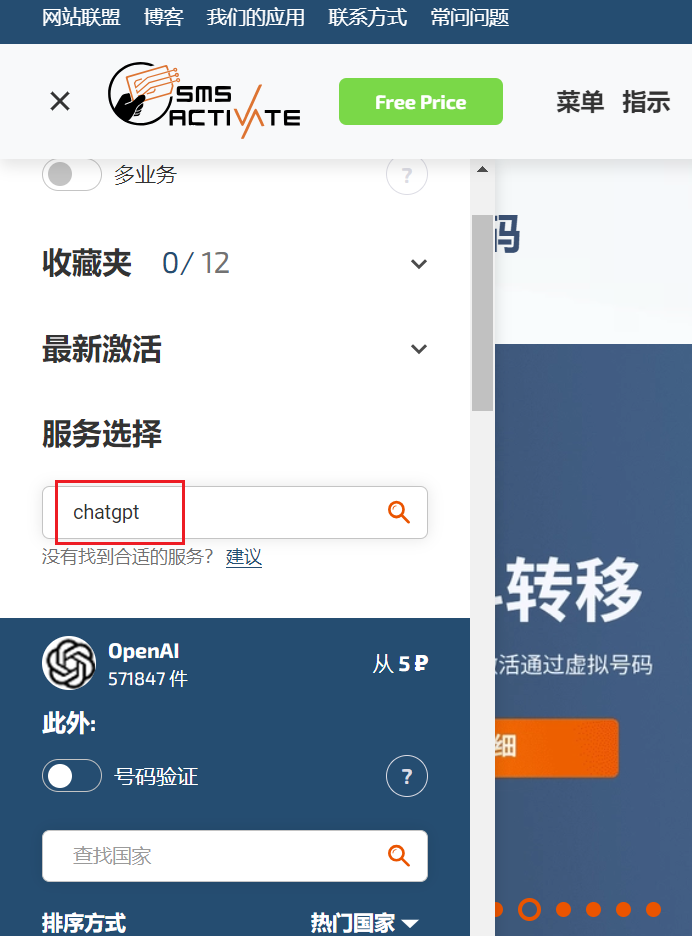 网站联盟 博客 我们的应用 联系方式 常问问题
SMS ACTIVATE
Free Price
菜单 指示
多业务
?
码
收藏夹 0/ 12
最新激活
服务选择
chatgpt
没有找到合适的服务? 建议
转移
OpenAI
571847 件
从 5 ₽
激活通过虚拟号码
此外:
细
号码验证
?
查找国家
排序方式
热门国家